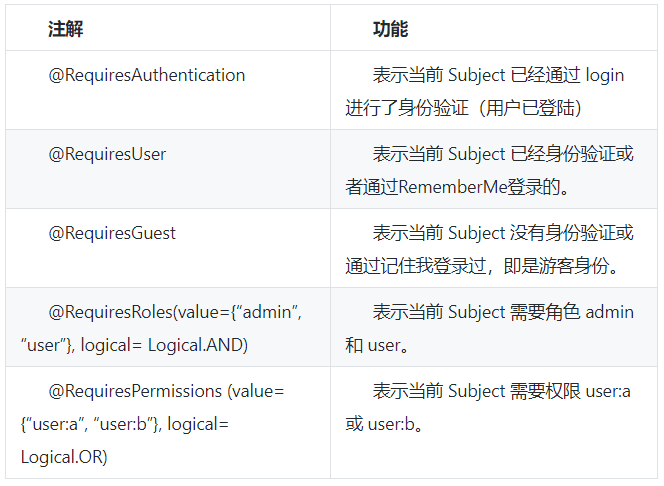 注解
功能
@RequiresAuthentication
表示当前 Subject 已经通过 login
进行了身份验证（用户已登陆）
@RequiresUser
表示当前 Subject 已经身份验证或
者通过RememberMe登录的。
@RequiresGuest
表示当前 Subject 没有身份验证或
通过记住我登录过，即是游客身份。
@RequiresRoles(value={“admin”,
“user”}, logical= Logical.AND)
表示当前 Subject 需要角色 admin
和 user。
@RequiresPermissions (value=
{“user:a”, “user:b”}, logical=
Logical.OR)
表示当前 Subject 需要权限 user:a
或 user:b。